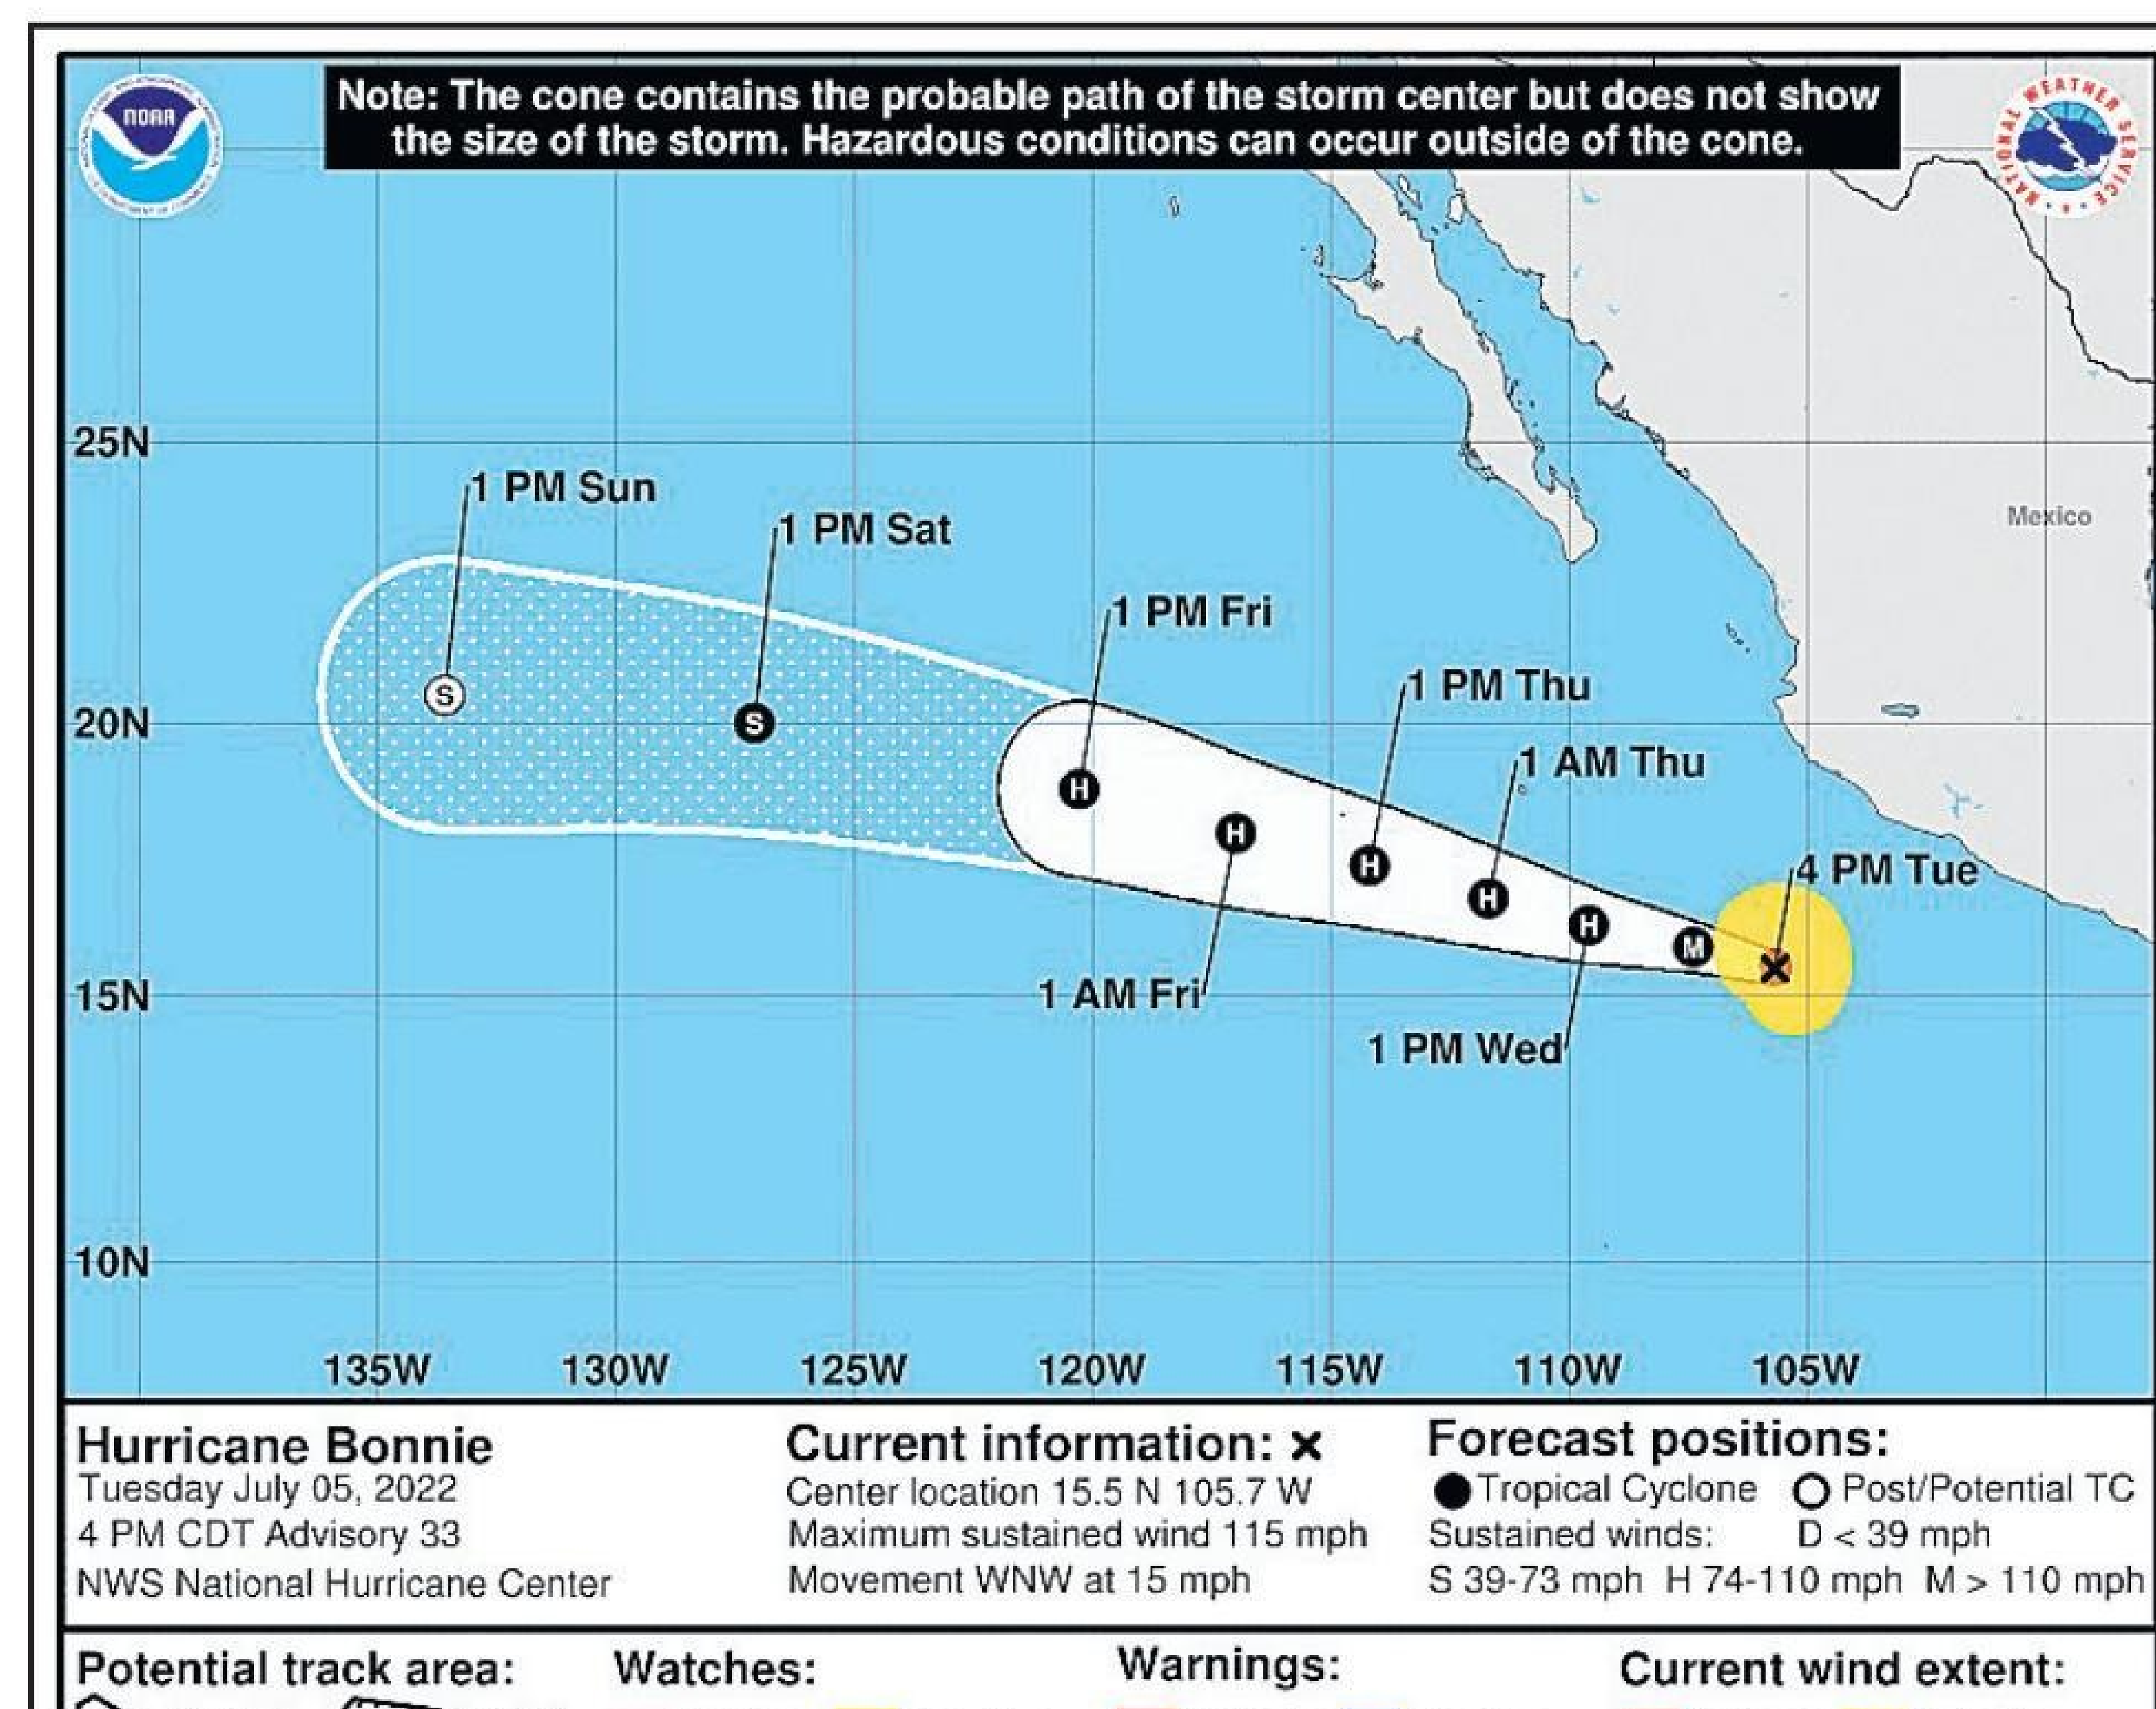 Note: The cone contains the probable path of the storm center but does not show
the size of the storm. Hazardous conditions can occur outside of the cone.
NOAA
NATIONAL WEATHER SERVICE
25N
1 PM Sun
1 PM Sat
Mexico
1 PM Fri
1 PM Thu
1 AM Thu
S
20N
S
H
H
4 PM Tue
H
H
H
M
15N
1 AM Fri
1 PM Wed
10N
135W 130W 125W 120W 115W 110W 105W
Hurricane Bonnie
Tuesday July 05, 2022
4 PM CDT Advisory 33
NWS National Hurricane Center
Current information: x
Center location 15.5 N 105.7 W
Maximum sustained wind 115 mph
Movement WNW at 15 mph
Forecast positions:
Tropical Cyclone Post/Potential TC
Sustained winds: D < 39 mph
S 39-73 mph H 74-110 mph M > 110 mph
Potential track area:
Watches:
Warnings:
Current wind extent: